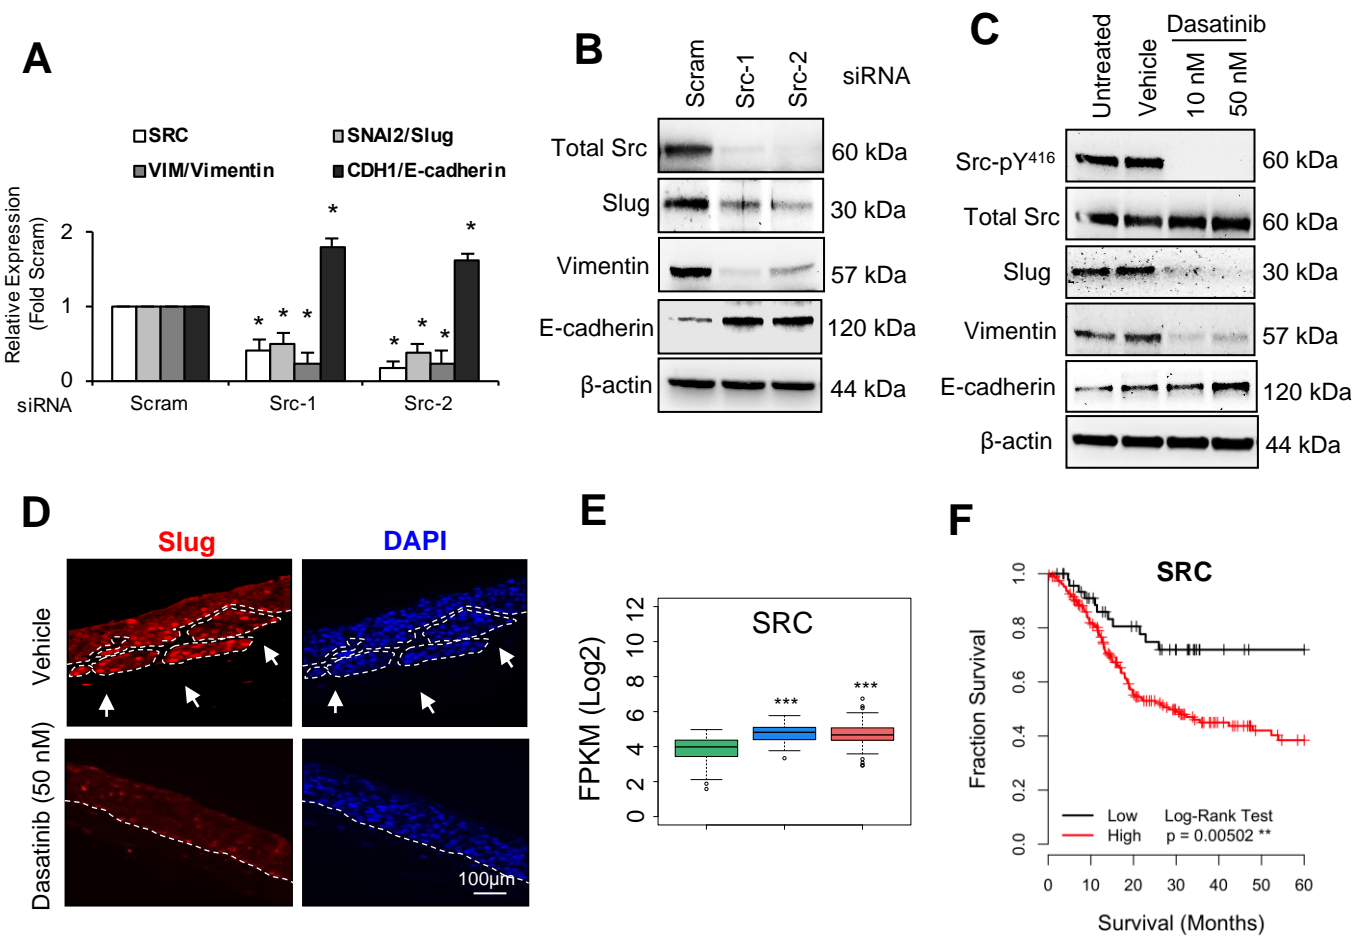 A
SRC
SNAI2/Slug
VIM/Vimentin
CDH1/E-cadherin
Relative Expression
(Fold Scram)
2
1
0
* * * *
* * * *
siRNA Scram Src-1 Src-2
B
Scram Src-1 Src-2 siRNA
Total Src 60 kDa
Slug 30 kDa
Vimentin 57 kDa
E-cadherin 120 kDa
β-actin 44 kDa
C
Dasatinib
Untreated Vehicle 10 nM 50 nM
Src-pY⁴¹⁶ 60 kDa
Total Src 60 kDa
Slug 30 kDa
Vimentin 57 kDa
E-cadherin 120 kDa
β-actin 44 kDa
D
Slug DAPI
Vehicle
Dasatinib (50 nM)
100µm
E
SRC
FPKM (Log2)
12
10
8
6
4
2
0
*** ***
F
SRC
Fraction Survival
1.0
0.8
0.6
0.4
0.2
0.0
Low Log-Rank Test
High p = 0.00502 **
0 10 20 30 40 50 60
Survival (Months)